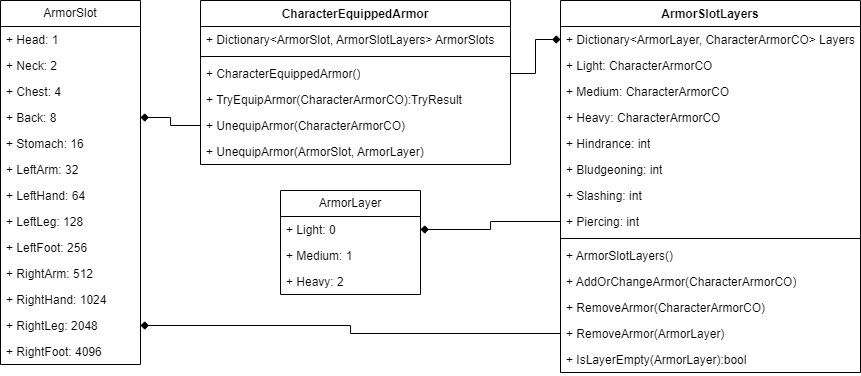 ArmorSlot
+ Head: 1
+ Neck: 2
+ Chest: 4
+ Back: 8
+ Stomach: 16
+ LeftArm: 32
+ LeftHand: 64
+ LeftLeg: 128
+ LeftFoot: 256
+ RightArm: 512
+ RightHand: 1024
+ RightLeg: 2048
+ RightFoot: 4096
CharacterEquippedArmor
+ Dictionary<ArmorSlot, ArmorSlotLayers> ArmorSlots
+ CharacterEquippedArmor()
+ TryEquipArmor(CharacterArmorCO):TryResult
+ UnequipArmor(CharacterArmorCO)
+ UnequipArmor(ArmorSlot, ArmorLayer)
ArmorLayer
+ Light: 0
+ Medium: 1
+ Heavy: 2
ArmorSlotLayers
+ Dictionary<ArmorLayer, CharacterArmorCO> Layers
+ Light: CharacterArmorCO
+ Medium: CharacterArmorCO
+ Heavy: CharacterArmorCO
+ Hindrance: int
+ Bludgeoning: int
+ Slashing: int
+ Piercing: int
+ ArmorSlotLayers()
+ AddOrChangeArmor(CharacterArmorCO)
+ RemoveArmor(CharacterArmorCO)
+ RemoveArmor(ArmorLayer)
+ IsLayerEmpty(ArmorLayer):bool